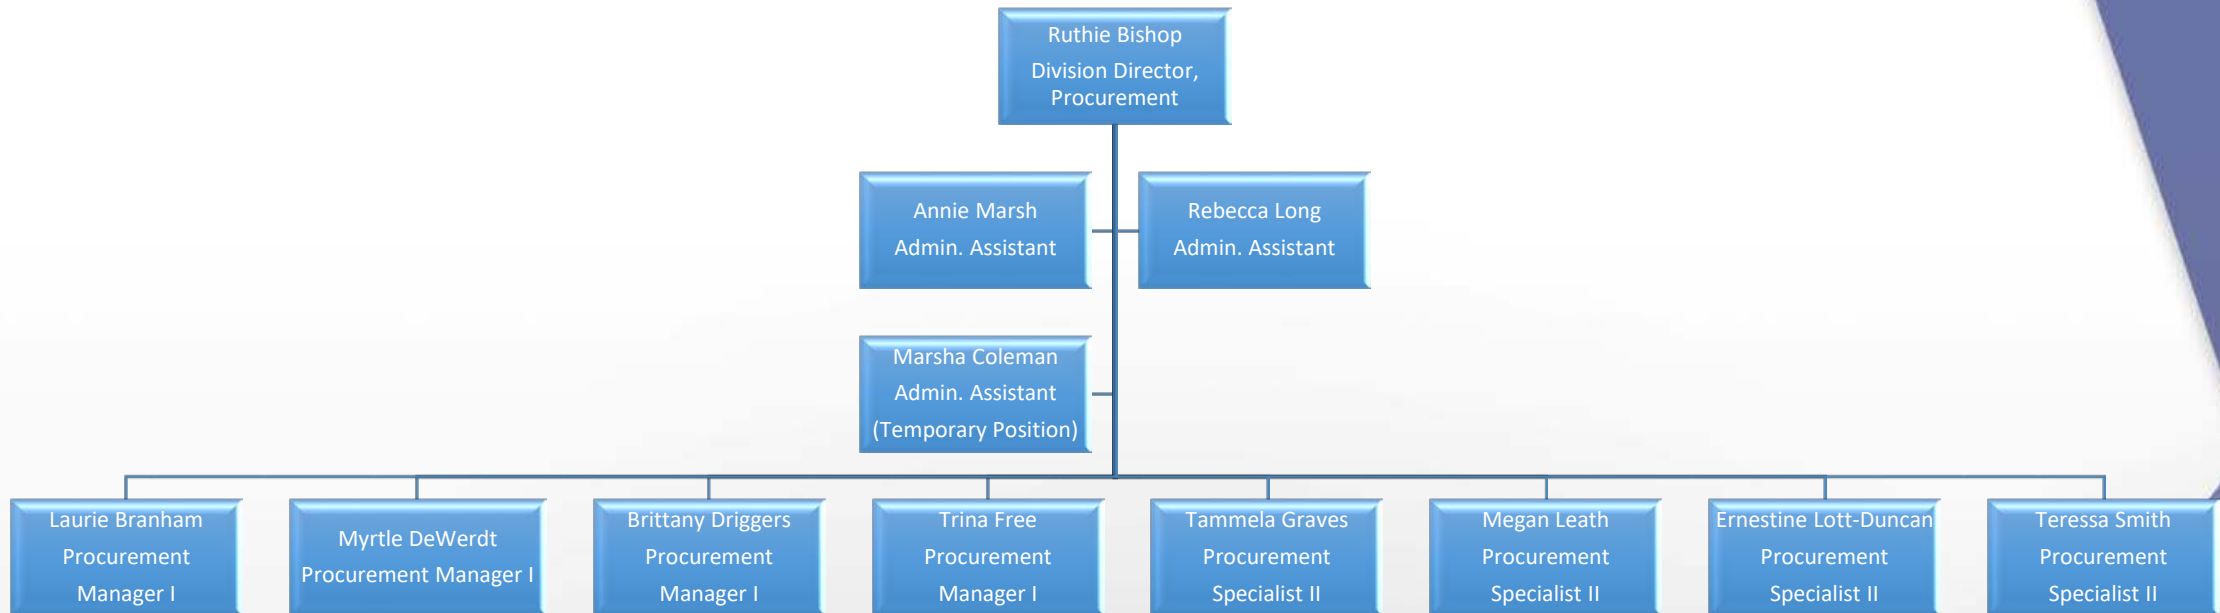 Ruthie Bishop
Division Director,
Procurement
Annie Marsh
Admin. Assistant
Rebecca Long
Admin. Assistant
Marsha Coleman
Admin. Assistant
(Temporary Position)
Laurie Branham
Procurement
Manager I
Myrtle DeWerdt
Procurement Manager I
Brittany Driggers
Procurement
Manager I
Trina Free
Procurement
Manager I
Tammela Graves
Procurement
Specialist II
Megan Leath
Procurement
Specialist II
Ernestine Lott-Duncan
Procurement
Specialist II
Teressa Smith
Procurement
Specialist II